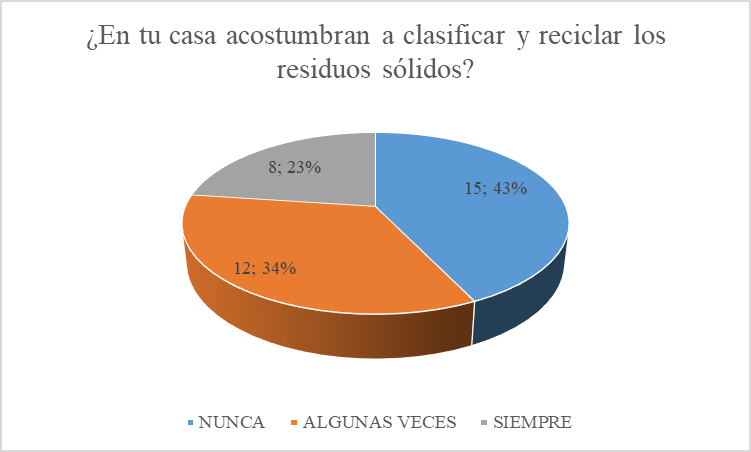 ¿En tu casa acostumbran a clasificar y reciclar los
residuos sólidos?
8; 23%
15; 43%
12; 34%
NUNCA ALGUNAS VECES SIEMPRE